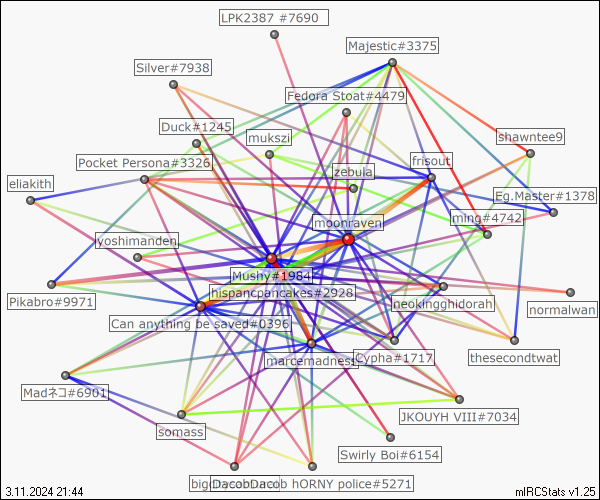 LPK2387 #7690
Majestic#3375
Silver#7938
Fedora Stoat#4479
Duck#1245
mukszi
shawntee9
Pocket Persona#3326
zebula
frisout
eliakith
Eg.Master#1378
moonraven
ming#4742
yoshimanden
Mushy#1984
hispancpancakes#2928
Pikabro#9971
neokingghidorah
normalwan
Can anything be saved#0396
marcemadness
Cypha#1717
thesecondtwat
Madネコ#6901
JKOUYH VIII#7034
somass
Swirly Boi#6154
DacobDacob hORNY police#5271
3.11.2024 21:44
mIRCStats v1.25